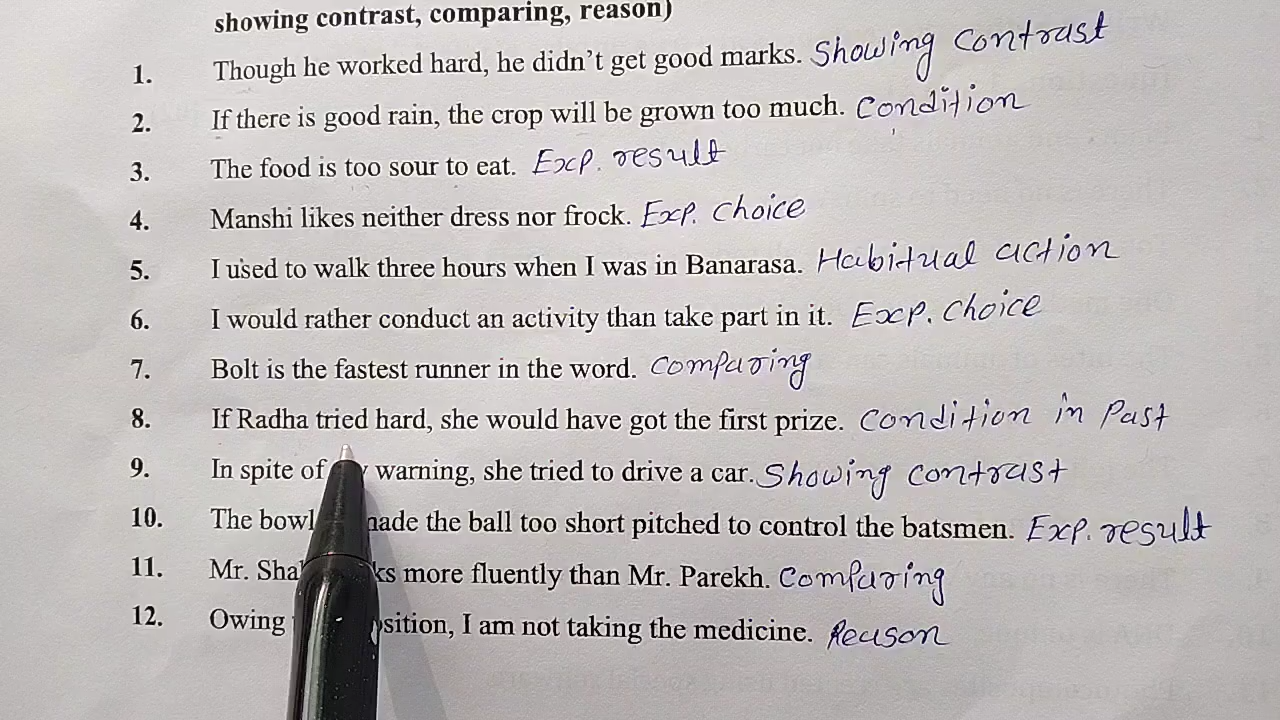 showing contrast, comparing, reason)
1. Though he worked hard, he didn't get good marks. Showing contrast
2. If there is good rain, the crop will be grown too much. Condition
3. The food is too sour to eat. Exp. result
4. Manshi likes neither dress nor frock. Exp. choice
5. I used to walk three hours when I was in Banarasa. Habitual action
6. I would rather conduct an activity than take part in it. Exp. choice
7. Bolt is the fastest runner in the word. Comparing
8. If Radha tried hard, she would have got the first prize. Condition in Past
9. In spite of warning, she tried to drive a car. Showing contrast
10. The made the ball too short pitched to control the batsmen. Exp. result
11. Mr. more fluently than Mr. Parekh. Comparing
12. Owing I am not taking the medicine. Reason